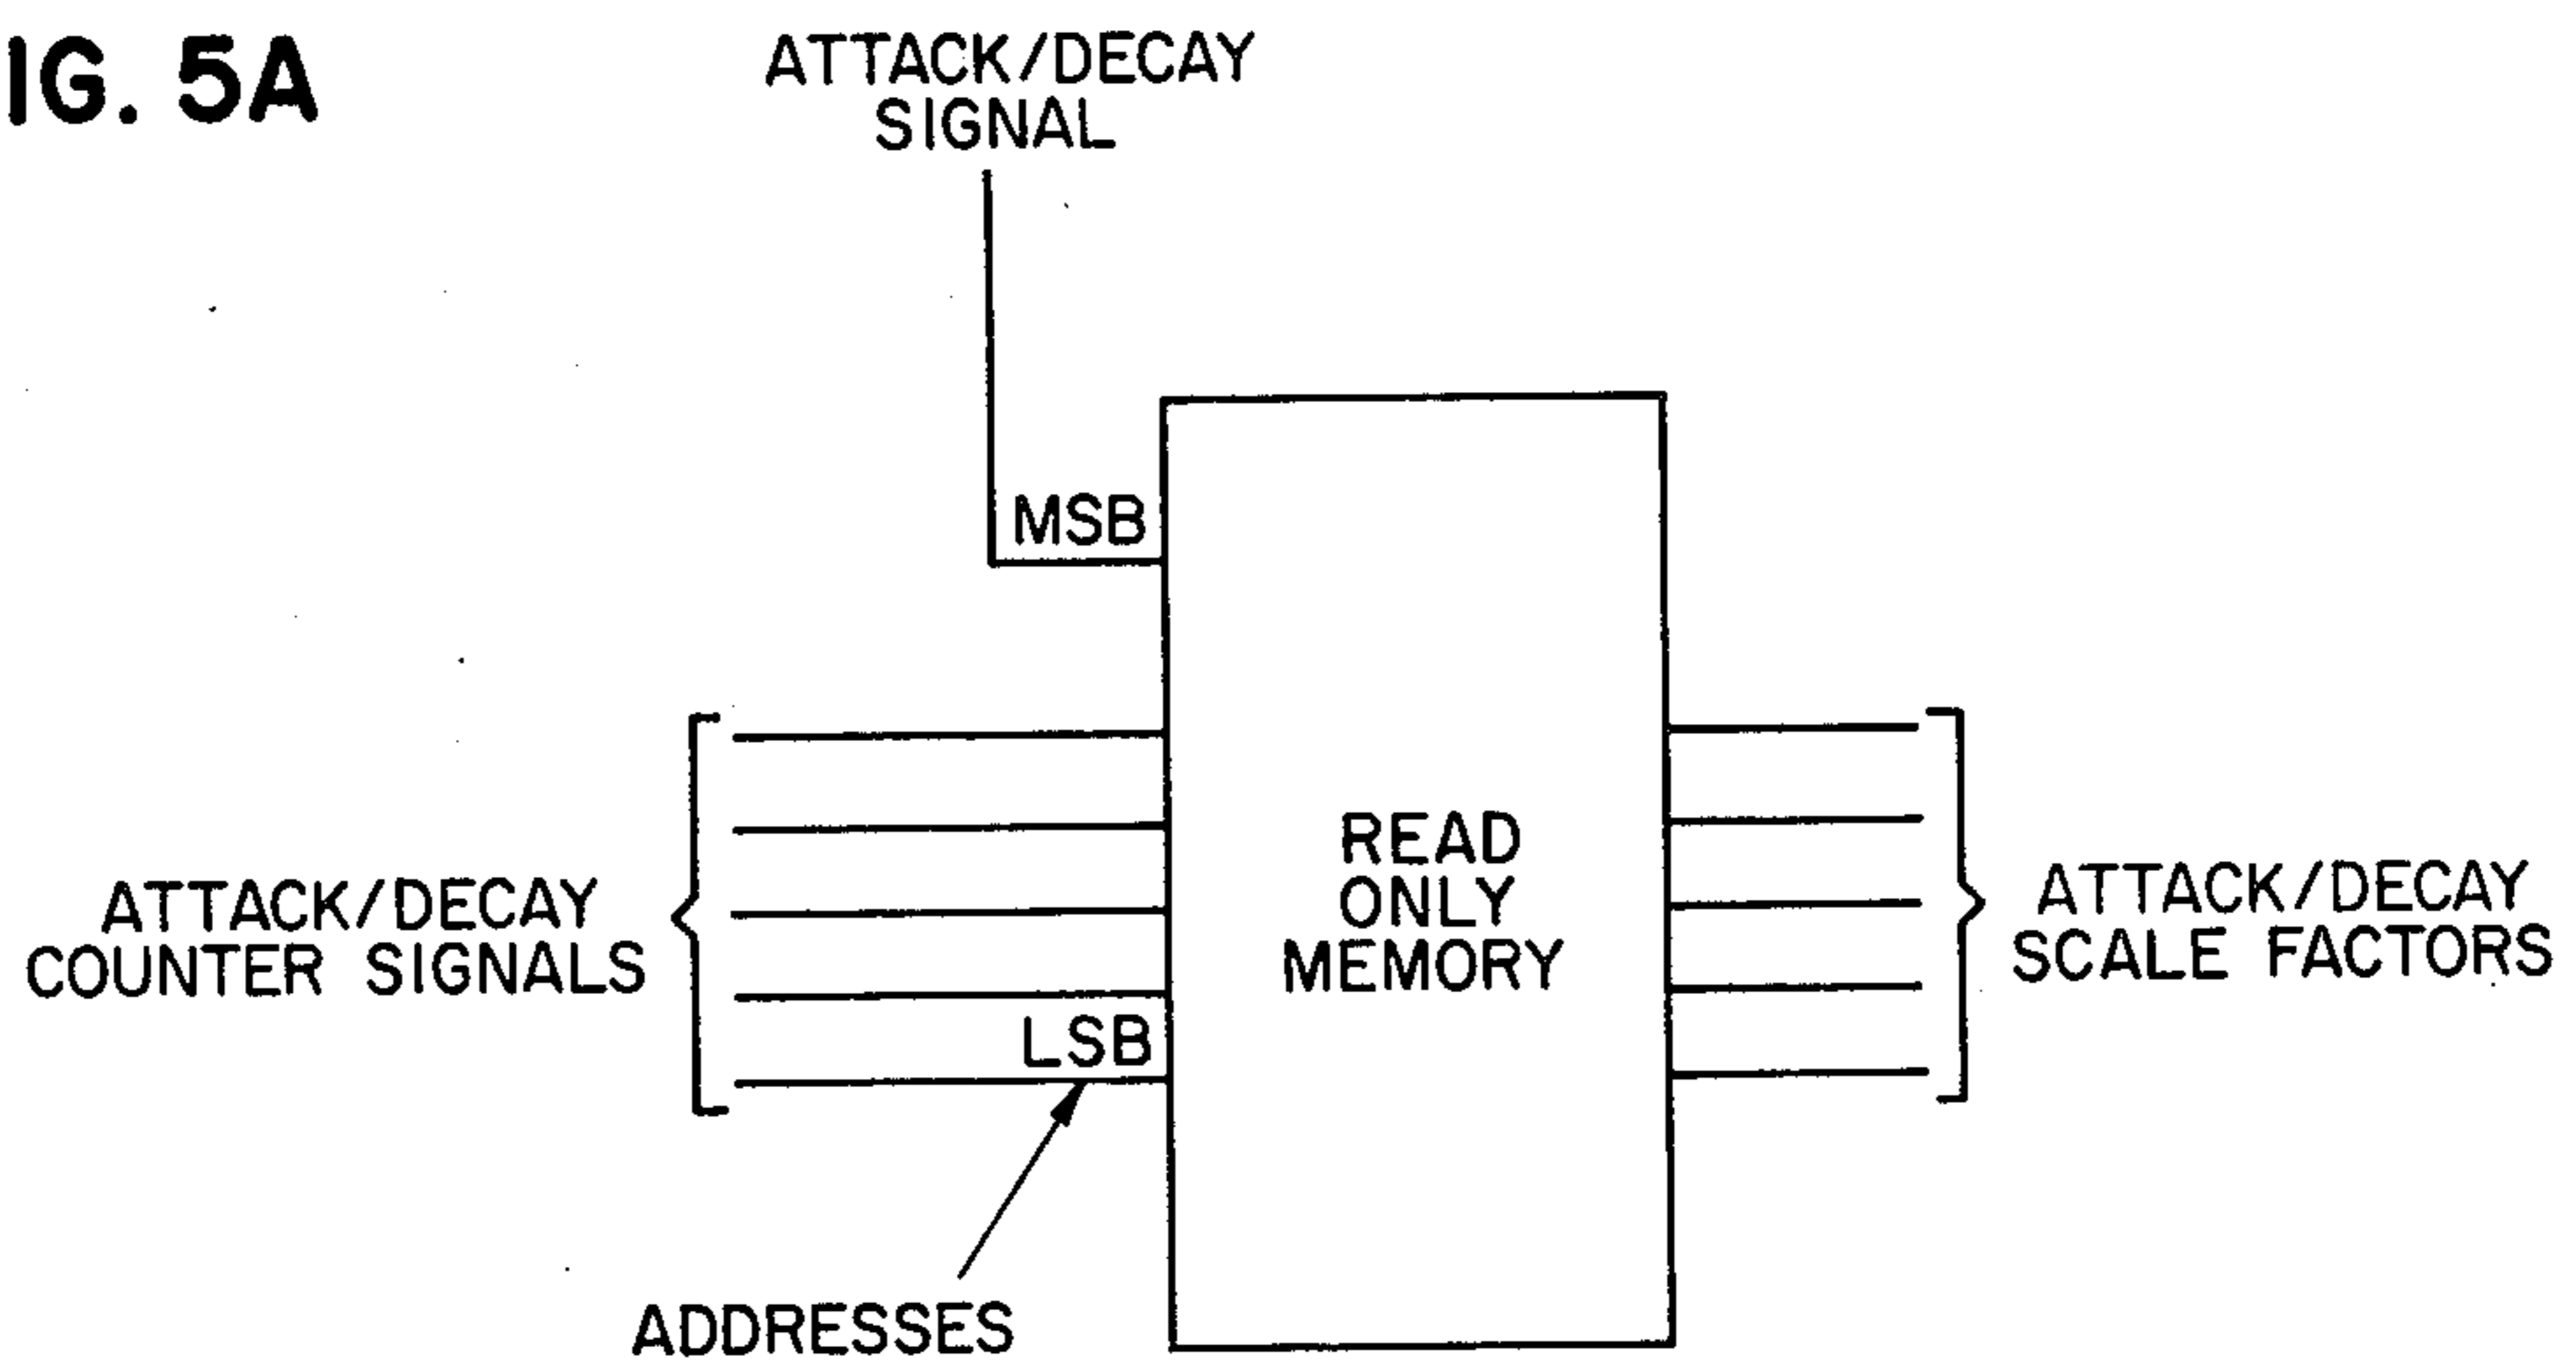 IG. 5A
ATTACK/DECAY
SIGNAL
MSB
READ
ONLY
MEMORY
ATTACK/DECAY
COUNTER SIGNALS
ATTACK/DECAY
SCALE FACTORS
LSB
ADDRESSES